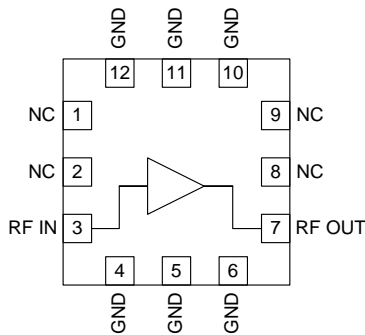 GND GND GND
12 11 10
NC 1 9 NC
NC 2 8 NC
RF IN 3 7 RF OUT
4 5 6
GND GND GND